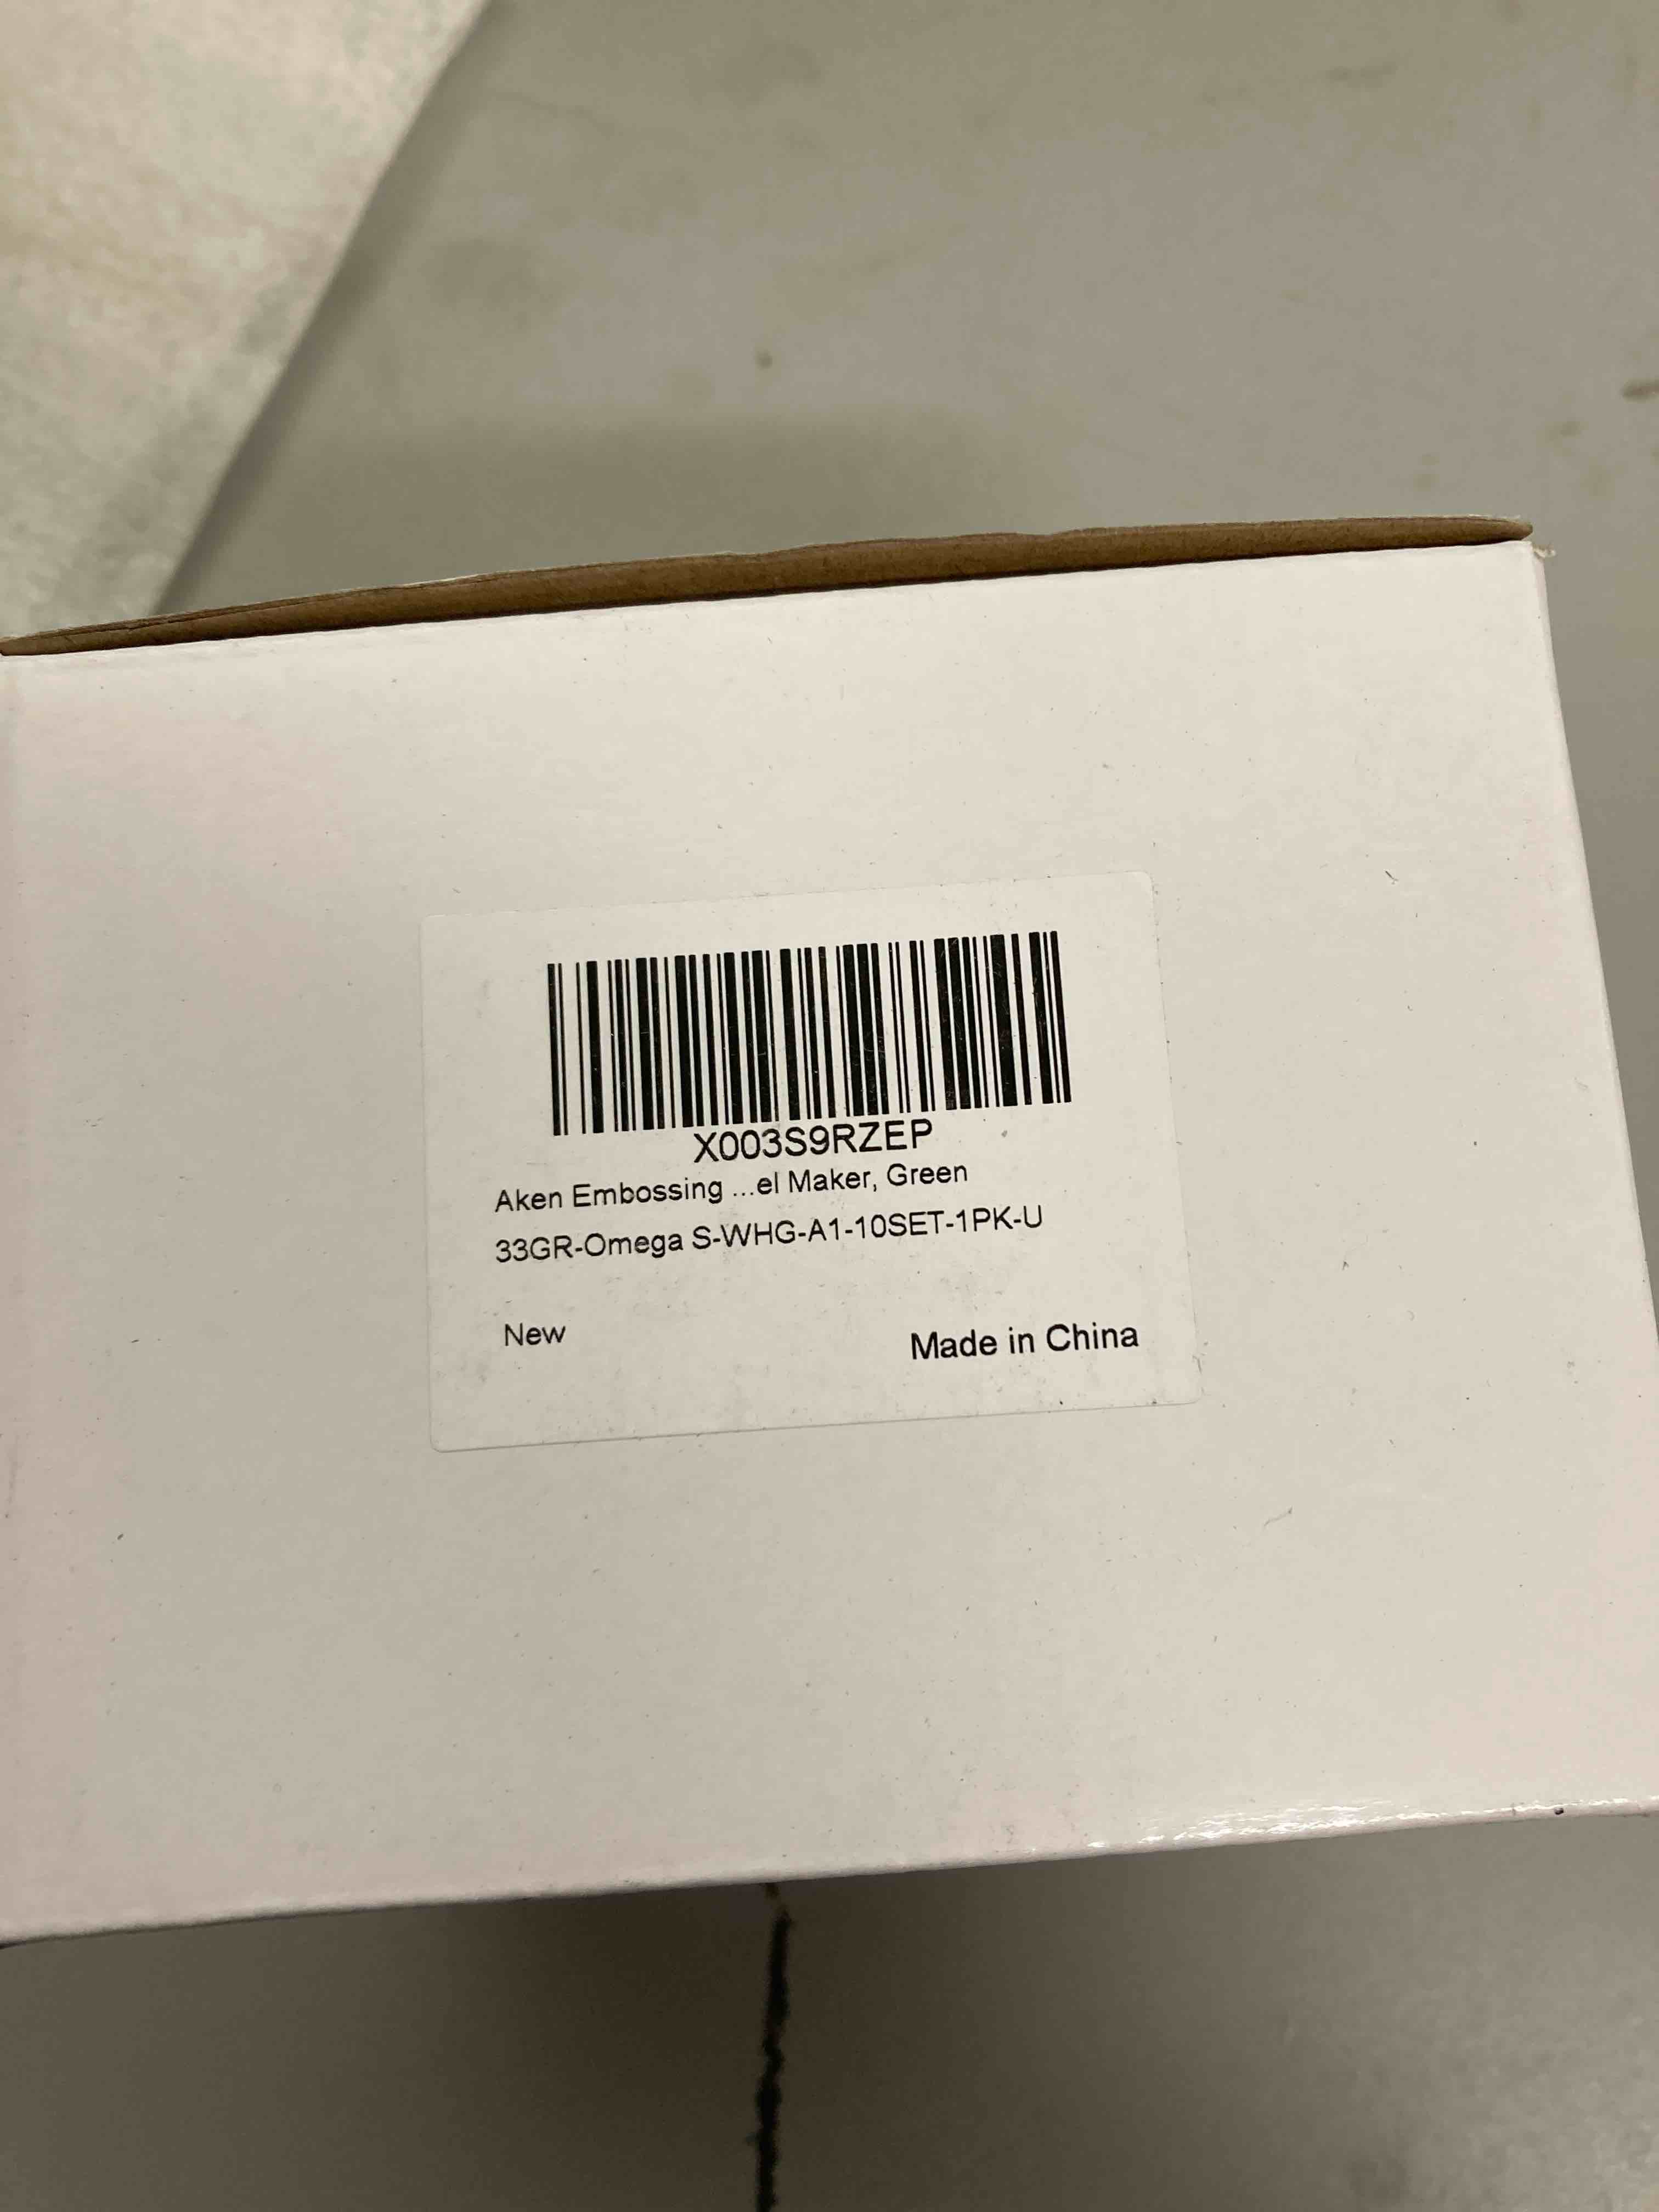 X003S9RZEP
Aken Embossing ...el Maker, Green
33GR-Omega S-WHG-A1-10SET-1PK-U
New
Made in China